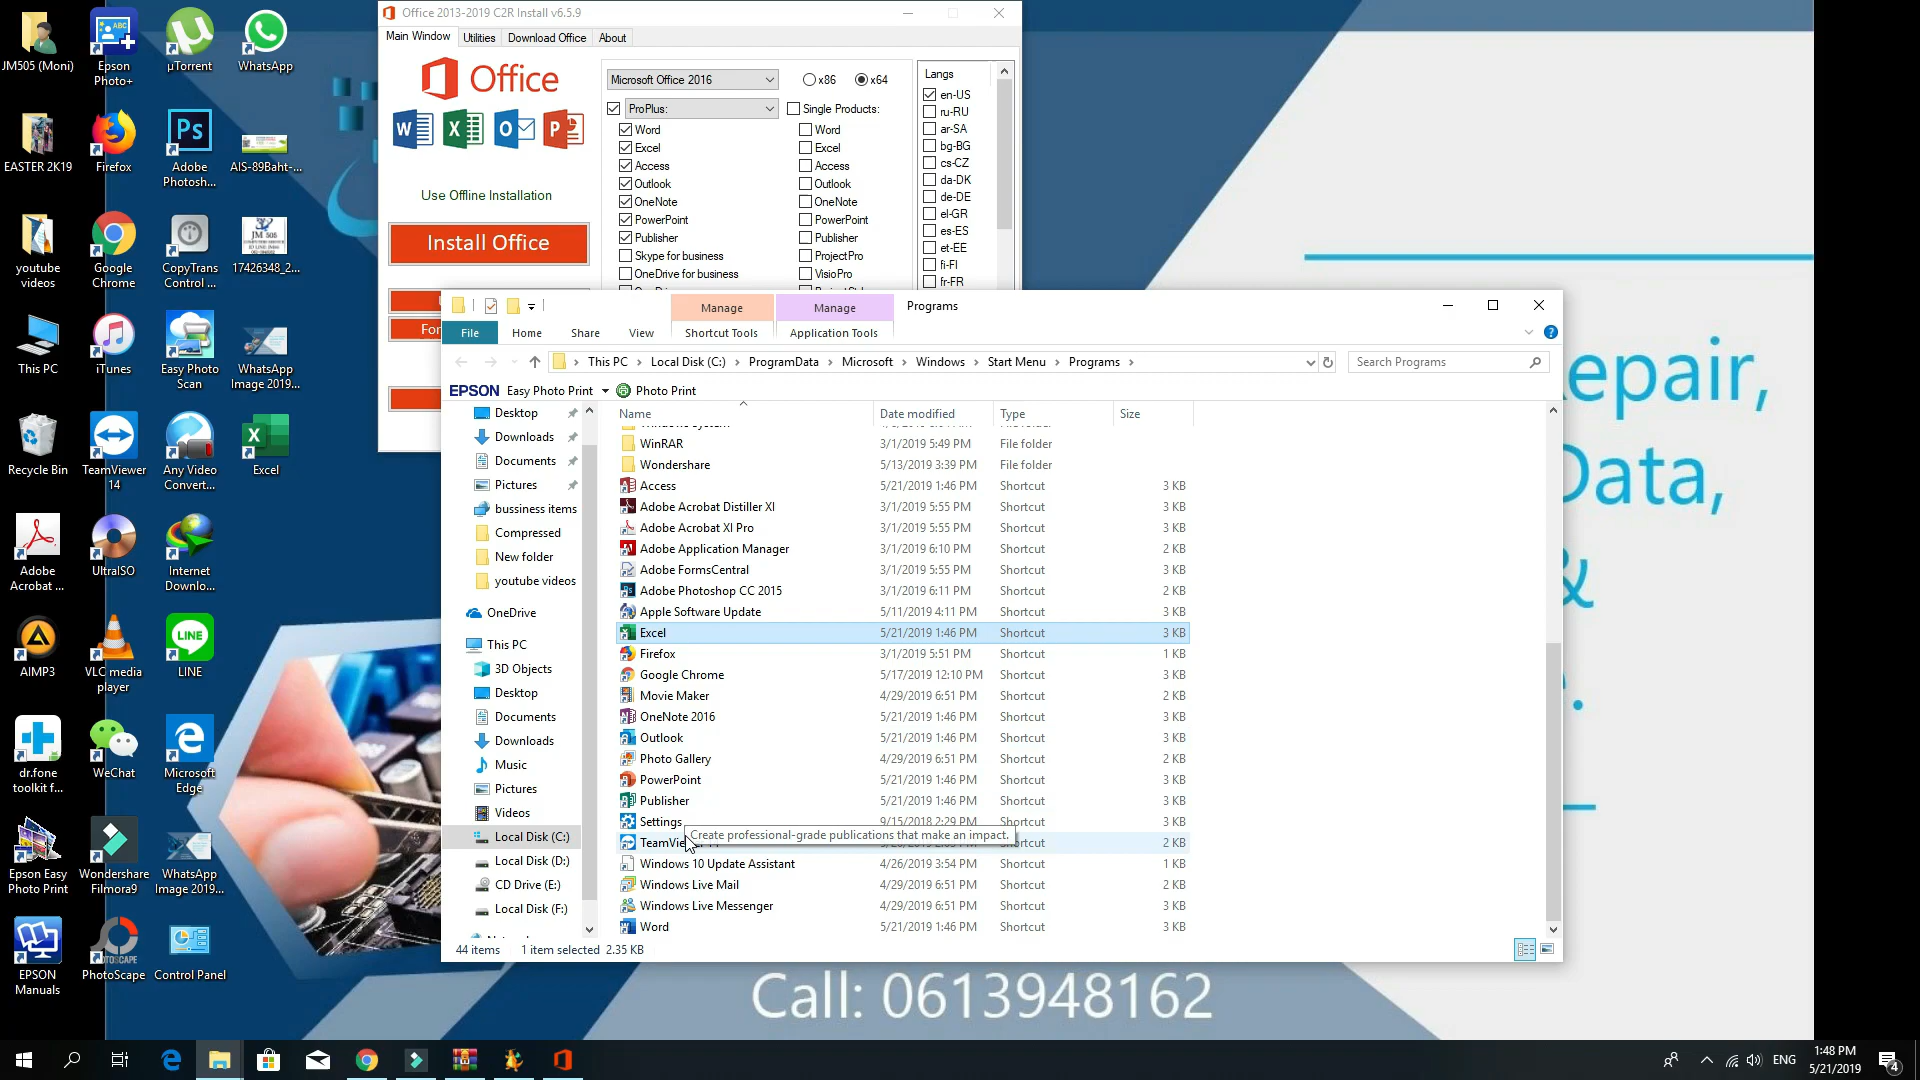 JM505 (Moni)
Epson Photo+
µTorrent
WhatsApp
EASTER 2K19
Firefox
Adobe Photosh...
AIS-89Baht-...
youtube videos
Google Chrome
CopyTrans Control ...
17426348_2...
This PC
iTunes
Easy Photo Scan
WhatsApp Image 2019...
Recycle Bin
TeamViewer 14
Any Video Convert...
Excel
Adobe Acrobat ...
UltraISO
Internet Downlo...
AIMP3
VLC media player
LINE
dr.fone toolkit f...
WeChat
Microsoft Edge
Epson Easy Photo Print
Wondershare Filmora9
WhatsApp Image 2019...
EPSON Manuals
PhotoScape
Control Panel
Office 2013-2019 C2R Install v6.5.9
Main Window Utilities Download Office About
Office
Use Offline Installation
Install Office
For
Microsoft Office 2016 x86 x64
ProPlus: Single Products:
Word Word
Excel Excel
Access Access
Outlook Outlook
OneNote OneNote
PowerPoint PowerPoint
Publisher Publisher
Skype for business ProjectPro
OneDrive for business VisioPro
Langs
en-US
ru-RU
ar-SA
bg-BG
cs-CZ
da-DK
de-DE
el-GR
es-ES
et-EE
fi-FI
fr-FR
Manage Manage Programs
File Home Share View Shortcut Tools Application Tools
This PC › Local Disk (C:) › ProgramData › Microsoft › Windows › Start Menu › Programs ›
Search Programs
EPSON Easy Photo Print Photo Print
Desktop
Downloads
Documents
Pictures
bussiness items
Compressed
New folder
youtube videos
OneDrive
This PC
3D Objects
Desktop
Documents
Downloads
Music
Pictures
Videos
Local Disk (C:)
Local Disk (D:)
CD Drive (E:)
Local Disk (F:)
Name Date modified Type Size
WinRAR 3/1/2019 5:49 PM File folder
Wondershare 5/13/2019 3:39 PM File folder
Access 5/21/2019 1:46 PM Shortcut 3 KB
Adobe Acrobat Distiller XI 3/1/2019 5:55 PM Shortcut 3 KB
Adobe Acrobat XI Pro 3/1/2019 5:55 PM Shortcut 3 KB
Adobe Application Manager 3/1/2019 6:10 PM Shortcut 2 KB
Adobe FormsCentral 3/1/2019 5:55 PM Shortcut 3 KB
Adobe Photoshop CC 2015 3/1/2019 6:11 PM Shortcut 2 KB
Apple Software Update 5/11/2019 4:11 PM Shortcut 3 KB
Excel 5/21/2019 1:46 PM Shortcut 3 KB
Firefox 3/1/2019 5:51 PM Shortcut 1 KB
Google Chrome 5/17/2019 12:10 PM Shortcut 3 KB
Movie Maker 4/29/2019 6:51 PM Shortcut 2 KB
OneNote 2016 5/21/2019 1:46 PM Shortcut 3 KB
Outlook 5/21/2019 1:46 PM Shortcut 3 KB
Photo Gallery 4/29/2019 6:51 PM Shortcut 2 KB
PowerPoint 5/21/2019 1:46 PM Shortcut 3 KB
Publisher 5/21/2019 1:46 PM Shortcut 3 KB
Settings 9/15/2018 2:29 PM Shortcut 3 KB
Create professional-grade publications that make an impact.
Shortcut 2 KB
Windows 10 Update Assistant 4/26/2019 3:54 PM Shortcut 1 KB
Windows Live Mail 4/29/2019 6:51 PM Shortcut 2 KB
Windows Live Messenger 4/29/2019 6:51 PM Shortcut 3 KB
Word 5/21/2019 1:46 PM Shortcut 3 KB
44 items 1 item selected 2.35 KB
epair,
Data,
&
Call: 0613948162
ENG
1:48 PM
5/21/2019
4